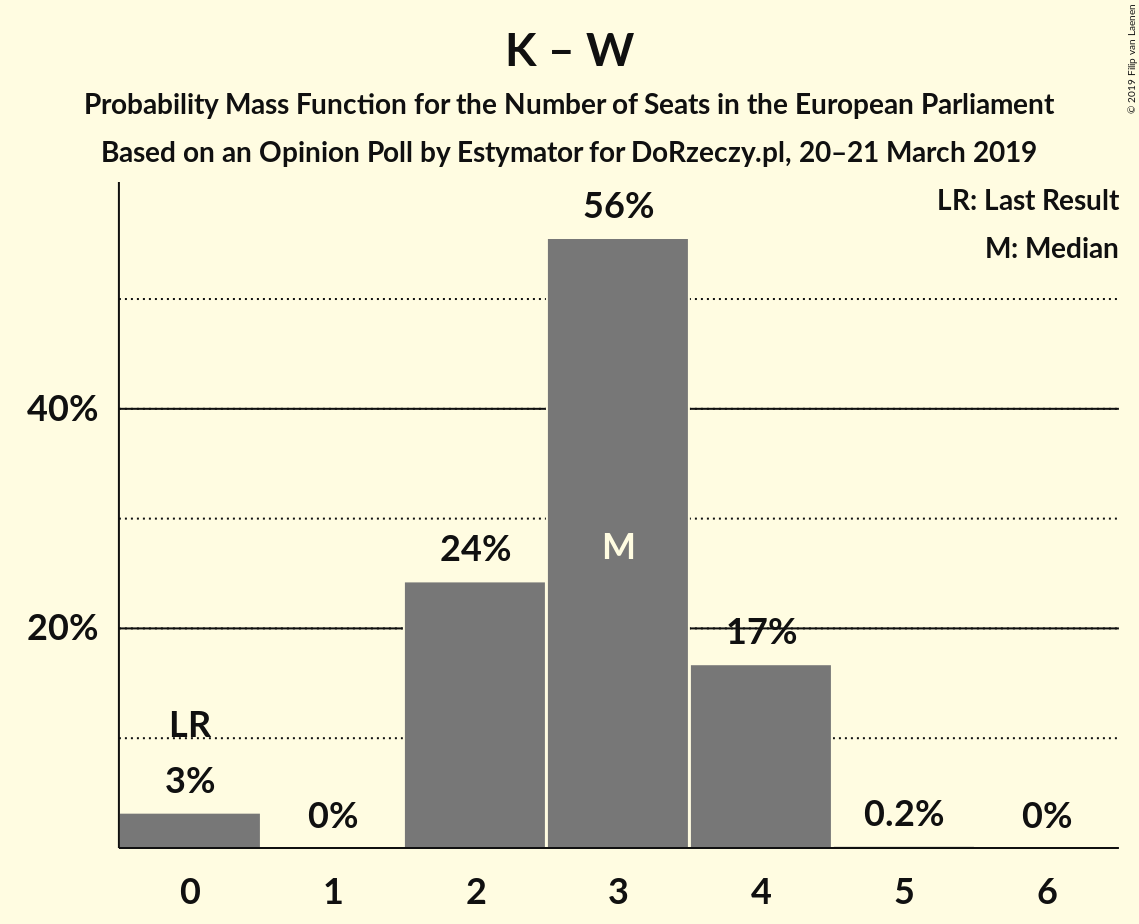 K – W
Probability Mass Function for the Number of Seats in the European Parliament
Based on an Opinion Poll by Estymator for DoRzeczy.pl, 20–21 March 2019
© 2019 Filip van Laenen
LR: Last Result
M: Median
56%
40%
24%
M
20%
17%
LR
3%
0%
0.2%
0%
0 1 2 3 4 5 6